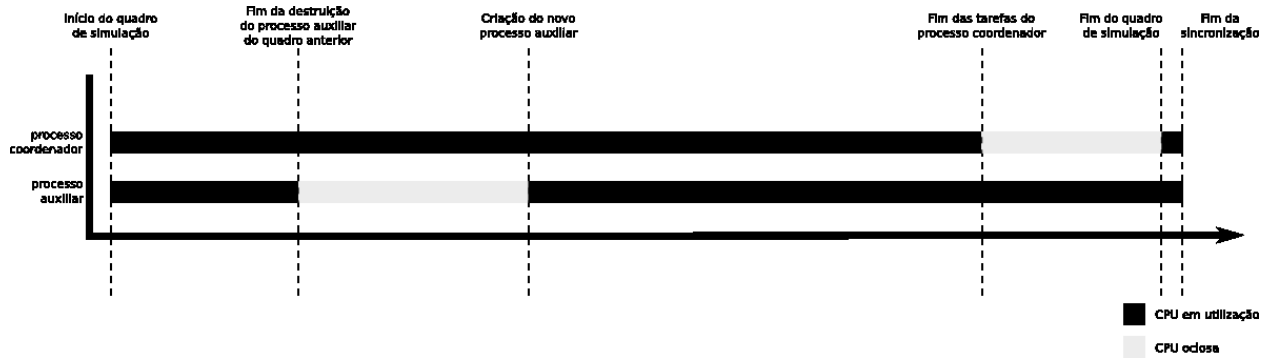 Início do quadro
de simulação
Fim da destruição
do processo auxiliar
do quadro anterior
Criação do novo
processo auxiliar
Fim das tarefas do
processo coordenador
Fim do quadro
de simulação
Fim da
sincronização
processo
coordenador
processo
auxiliar
CPU em utilização
CPU ociosa